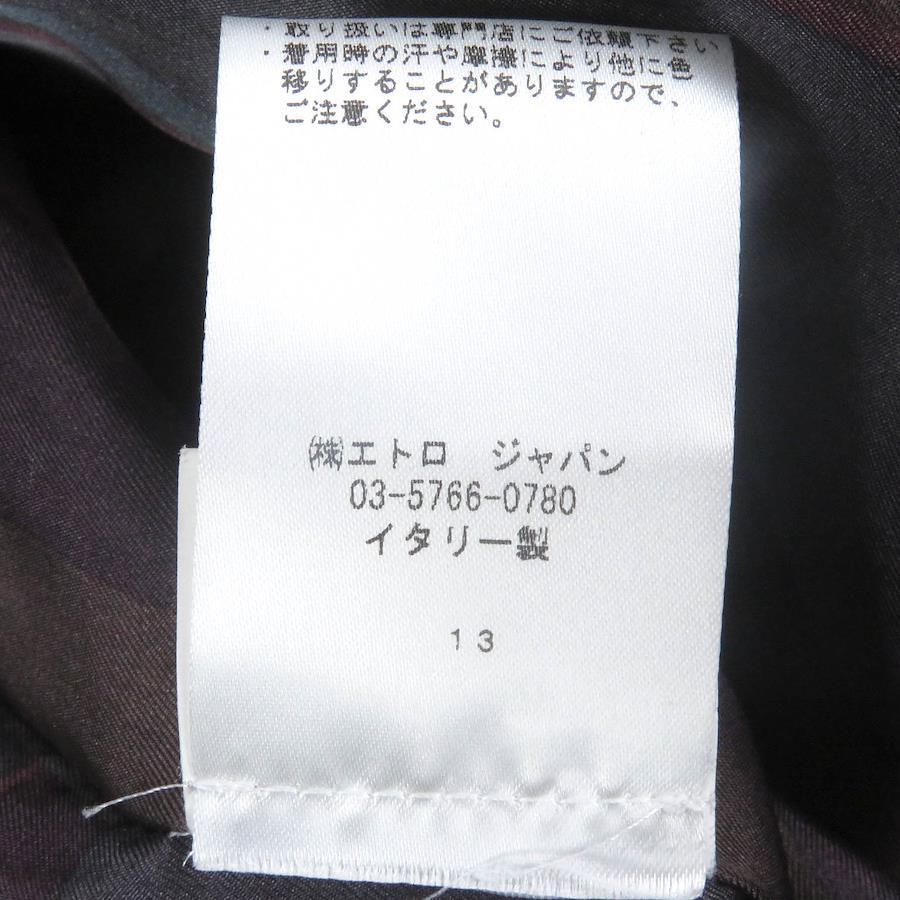 ・取り扱いは専門店にご依頼下さい
・着用時の汗や摩擦により他に色
移りすることがありますので、
ご注意ください。
㈱エトロ　ジャパン
03-5766-0780
イタリー製
13